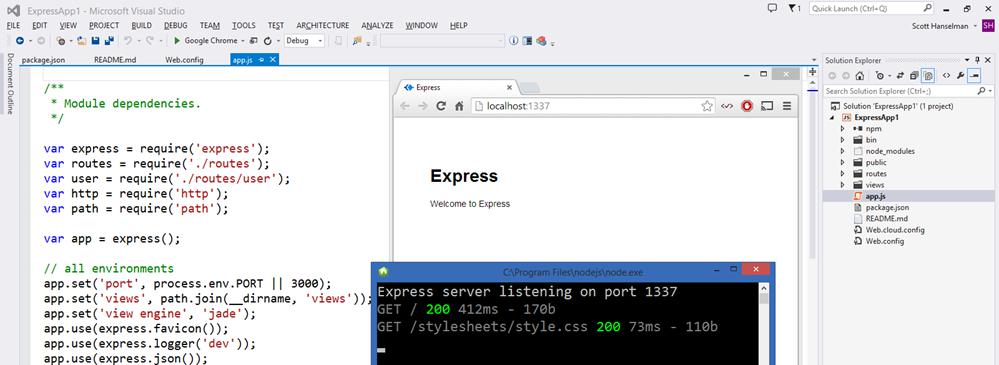 ExpressApp1 - Microsoft Visual Studio
1
Quick Launch (Ctrl+Q)
FILE EDIT VIEW PROJECT BUILD DEBUG TEAM TOOLS TEST ARCHITECTURE ANALYZE WINDOW HELP
Scott Hanselman SH
Google Chrome Debug
Document Outline
package.json README.md Web.config app.js
/**
* Module dependencies.
*/
var express = require('express');
var routes = require('./routes');
var user = require('./routes/user');
var http = require('http');
var path = require('path');
var app = express();
// all environments
app.set('port', process.env.PORT || 3000);
app.set('views', path.join(__dirname, 'views'));
app.set('view engine', 'jade');
app.use(express.favicon());
app.use(express.logger('dev'));
app.use(express.json());
Express
localhost:1337
Express
Welcome to Express
C:\Program Files\nodejs\node.exe
Express server listening on port 1337
GET / 200 412ms - 170b
GET /stylesheets/style.css 200 73ms - 110b
Solution Explorer
Search Solution Explorer (Ctrl+;)
Solution 'ExpressApp1' (1 project)
JS ExpressApp1
npm
bin
node_modules
public
routes
views
app.js
package.json
README.md
Web.cloud.config
Web.config